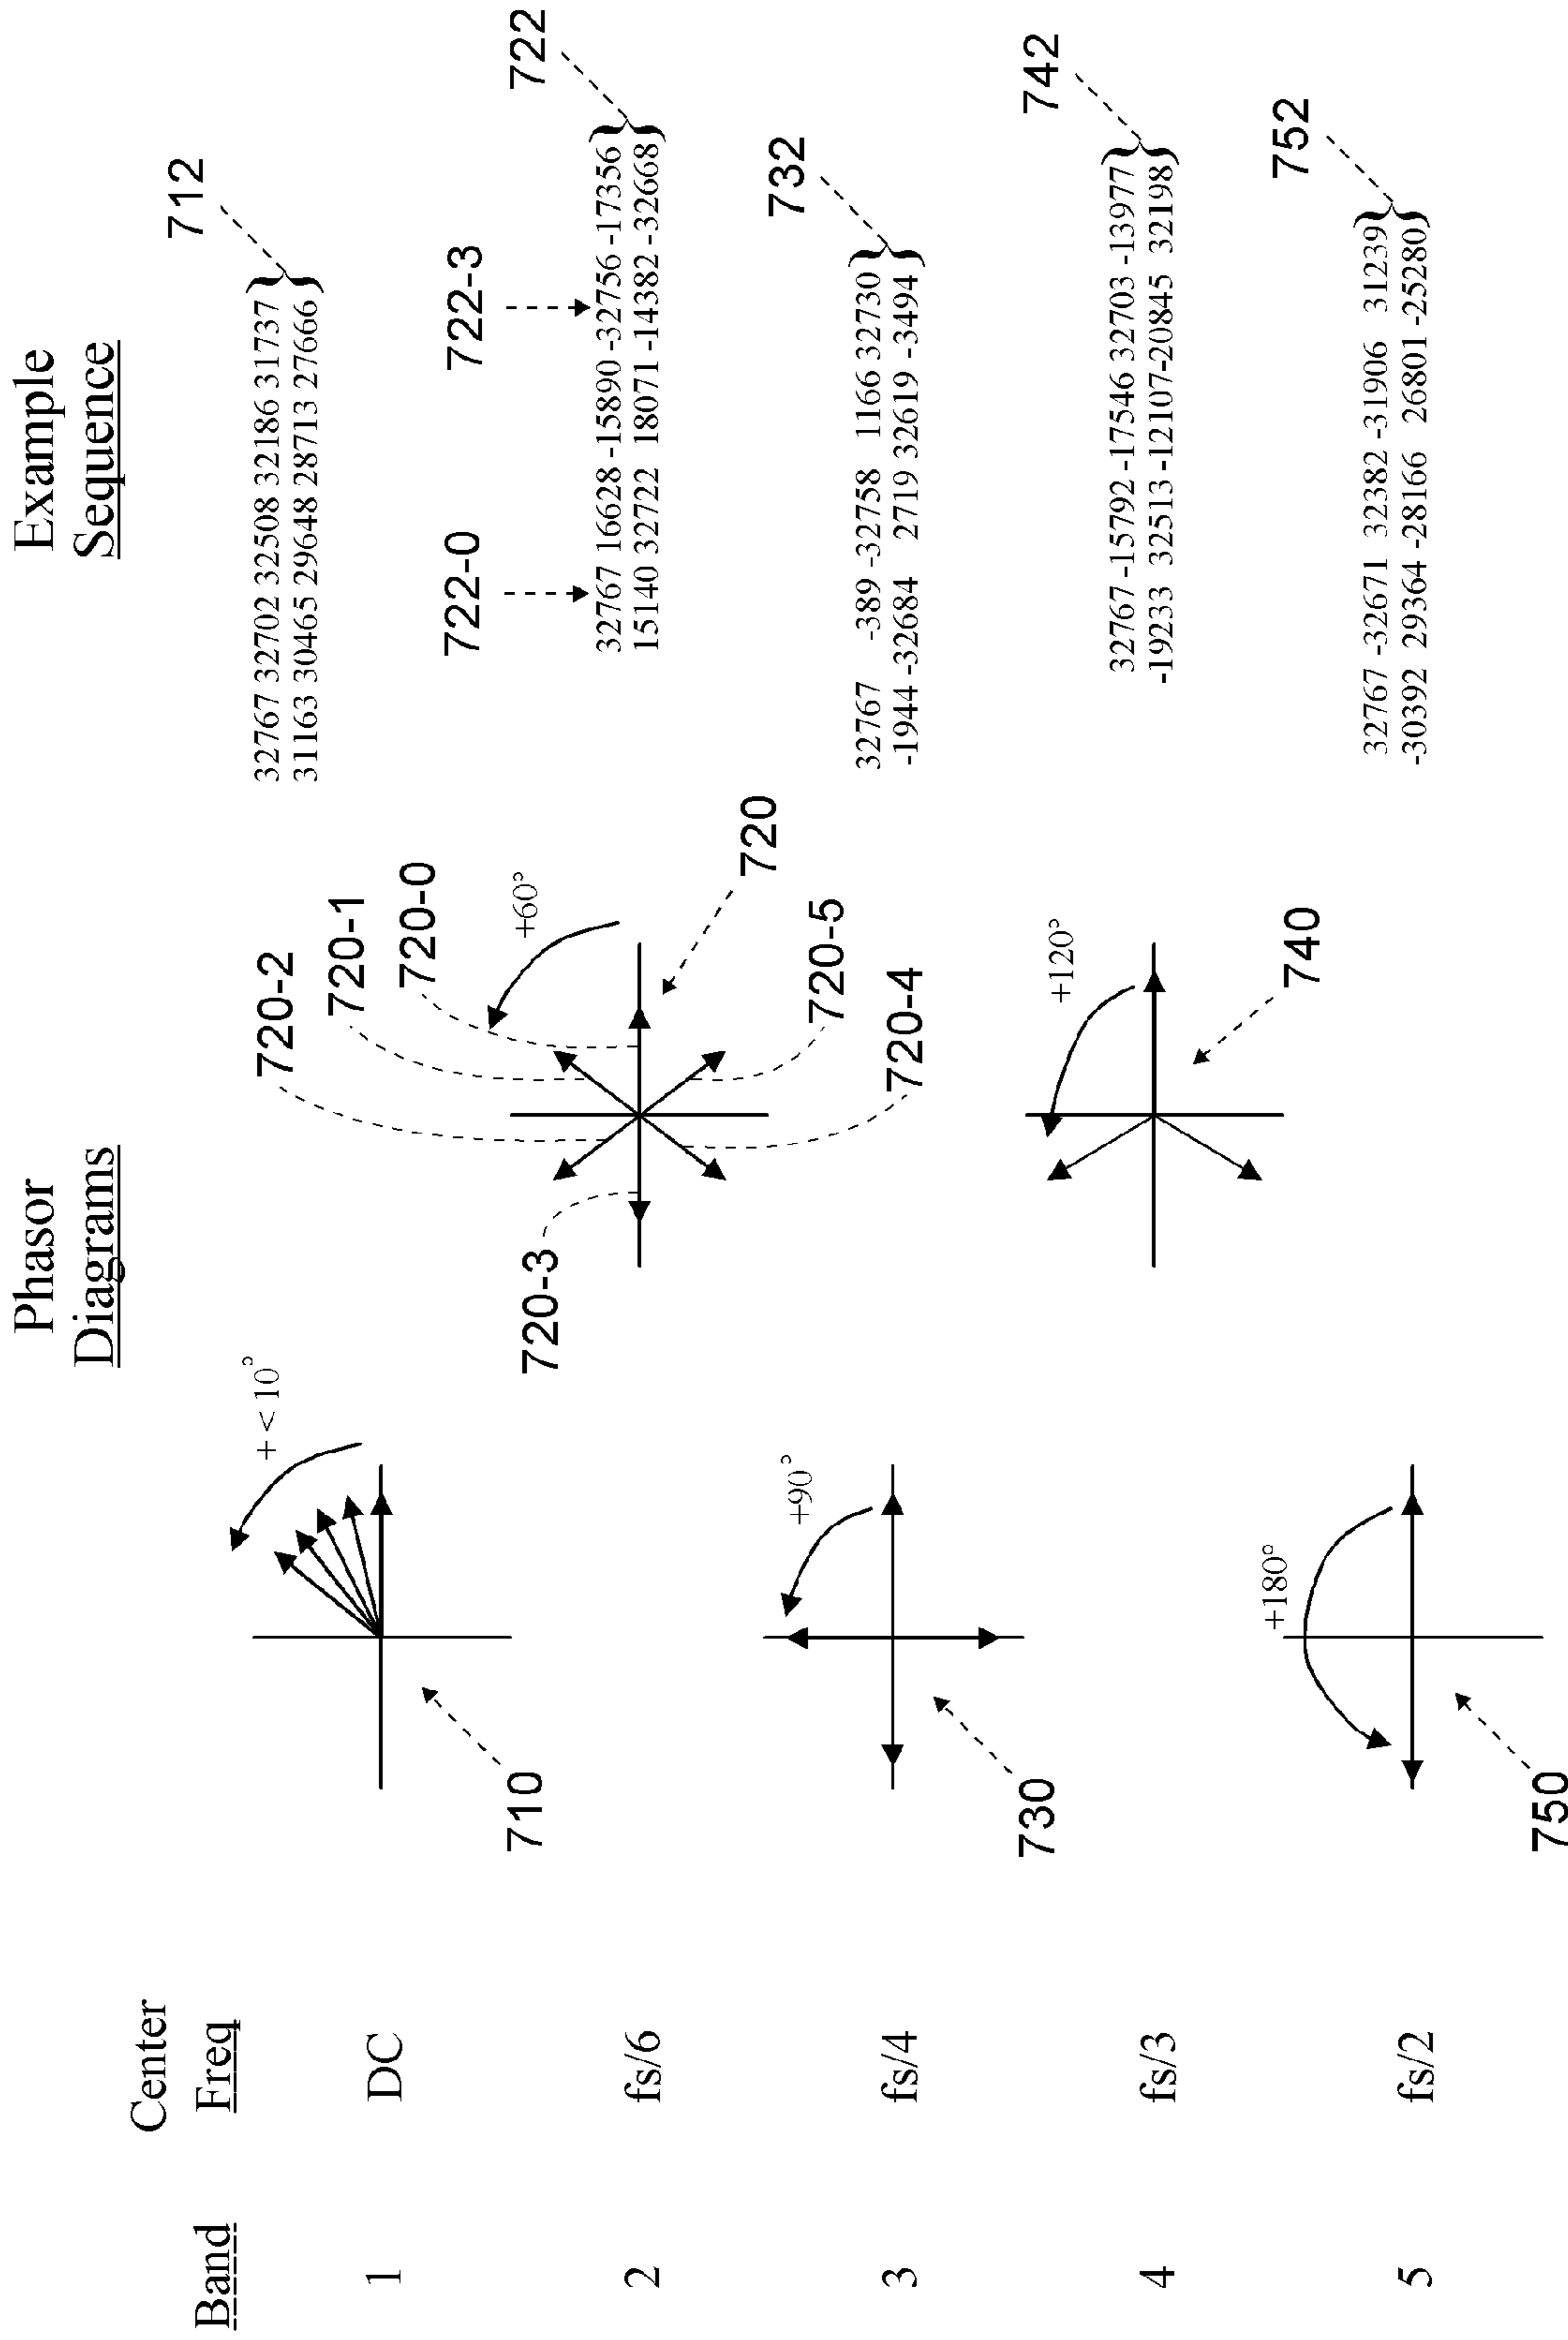 Band
Center
Freq
Phasor
Diagrams
Example
Sequence
1
DC
+ < 10°
710
712
32767 32702 32508 32186 31737
31163 30465 29648 28713 27666
2
fs/6
720-3
720-2
720-1
720-0
+60°
720
720-5
720-4
722-0
722-3
722
32767 16628 -15890 -32756 -17356
15140 32722 18071 -14382 -32668
3
fs/4
+90°
730
732
32767 -389 -32758 1166 32730
-1944 -32684 2719 32619 -3494
4
fs/3
+120°
740
742
32767 -15792 -17546 32703 -13977
-19233 32513 -12107 -20845 32198
5
fs/2
+180°
750
752
32767 -32671 32382 -31906 31239
-30392 29364 -28166 26801 -25280